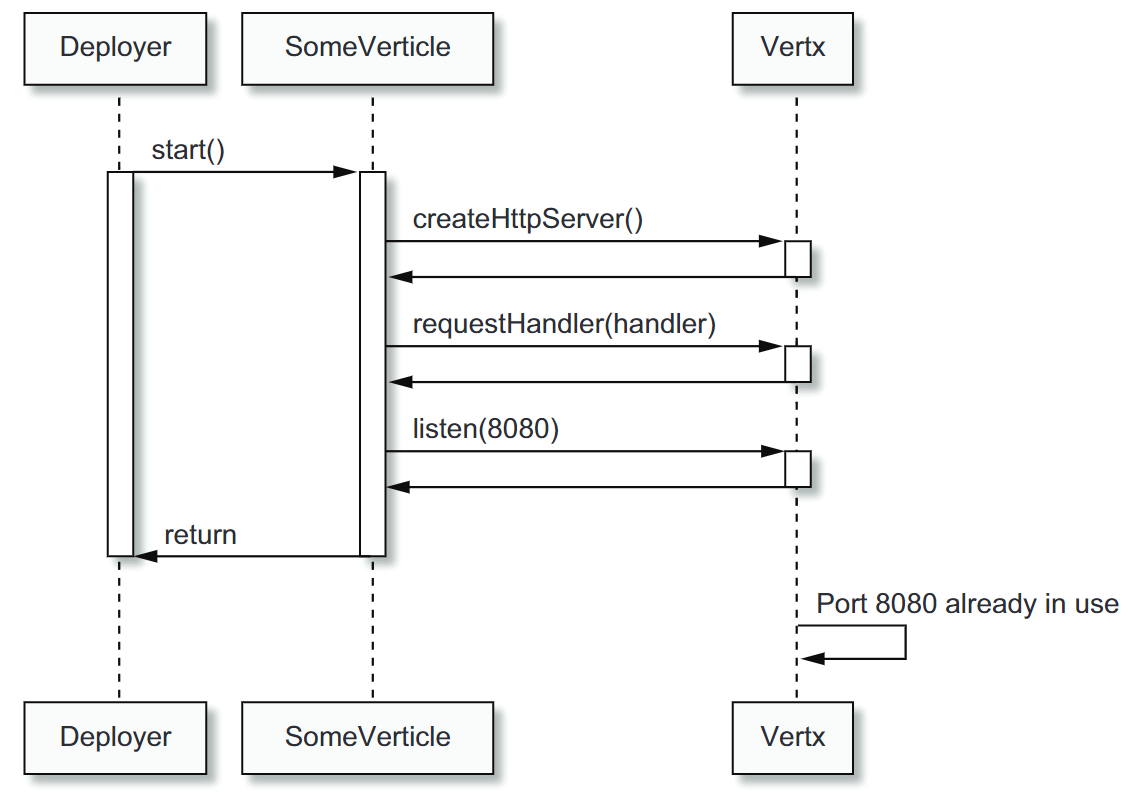 Deployer
SomeVerticle
Vertx
start()
createHttpServer()
requestHandler(handler)
listen(8080)
return
Port 8080 already in use
Deployer
SomeVerticle
Vertx